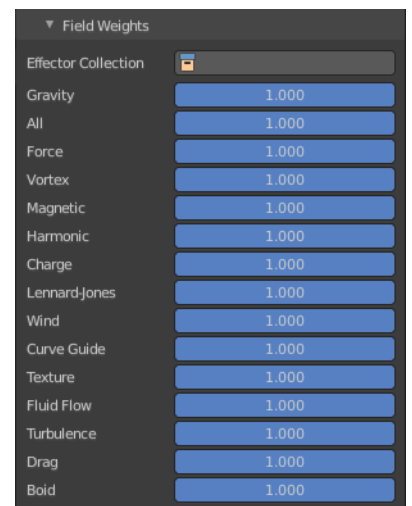 Field Weights
Effector Collection
Gravity 1.000
All 1.000
Force 1.000
Vortex 1.000
Magnetic 1.000
Harmonic 1.000
Charge 1.000
Lennard-Jones 1.000
Wind 1.000
Curve Guide 1.000
Texture 1.000
Fluid Flow 1.000
Turbulence 1.000
Drag 1.000
Boid 1.000